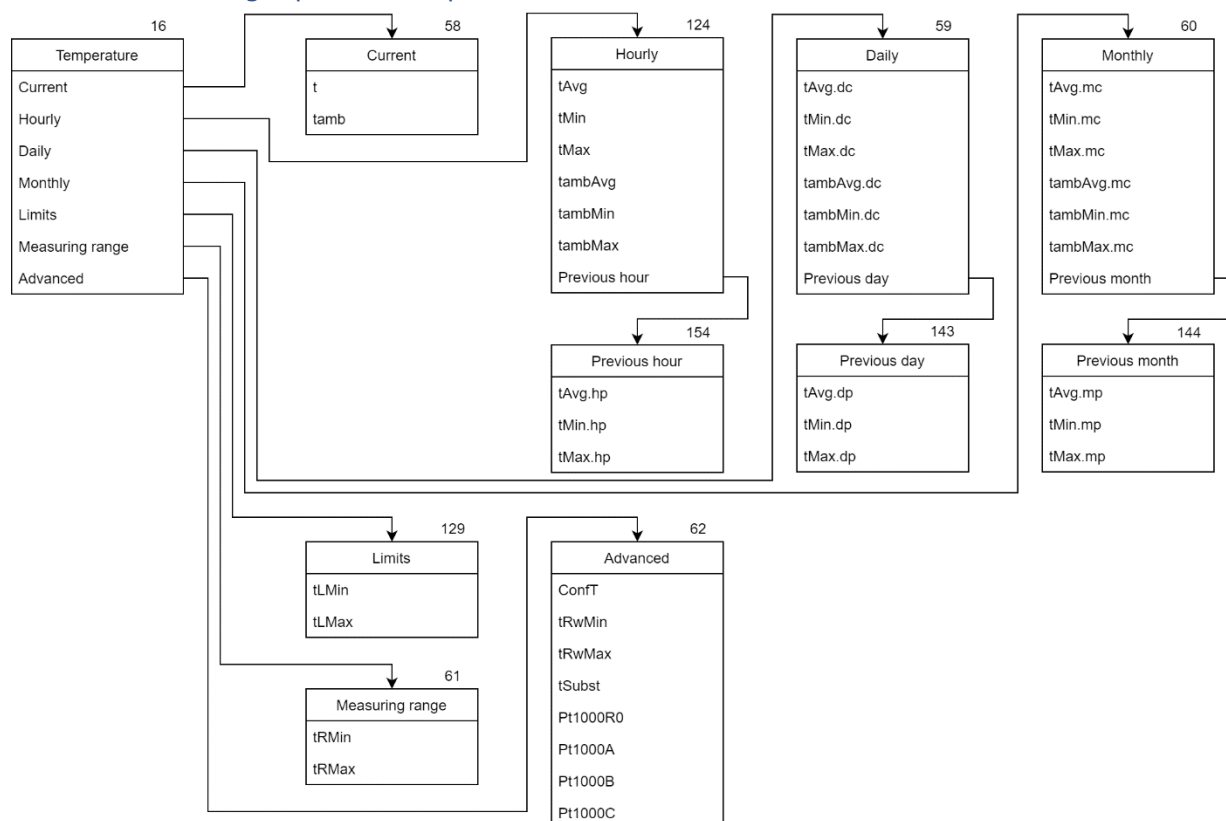 16
Temperature
Current
Hourly
Daily
Monthly
Limits
Measuring range
Advanced
58
Current
t
tamb
124
Hourly
tAvg
tMin
tMax
tambAvg
tambMin
tambMax
Previous hour
154
Previous hour
tAvg.hp
tMin.hp
tMax.hp
59
Daily
tAvg.dc
tMin.dc
tMax.dc
tambAvg.dc
tambMin.dc
tambMax.dc
Previous day
143
Previous day
tAvg.dp
tMin.dp
tMax.dp
60
Monthly
tAvg.mc
tMin.mc
tMax.mc
tambAvg.mc
tambMin.mc
tambMax.mc
Previous month
144
Previous month
tAvg.mp
tMin.mp
tMax.mp
129
Limits
tLMin
tLMax
61
Measuring range
tRMin
tRMax
62
Advanced
ConfT
tRwMin
tRwMax
tSubst
Pt1000R0
Pt1000A
Pt1000B
Pt1000C